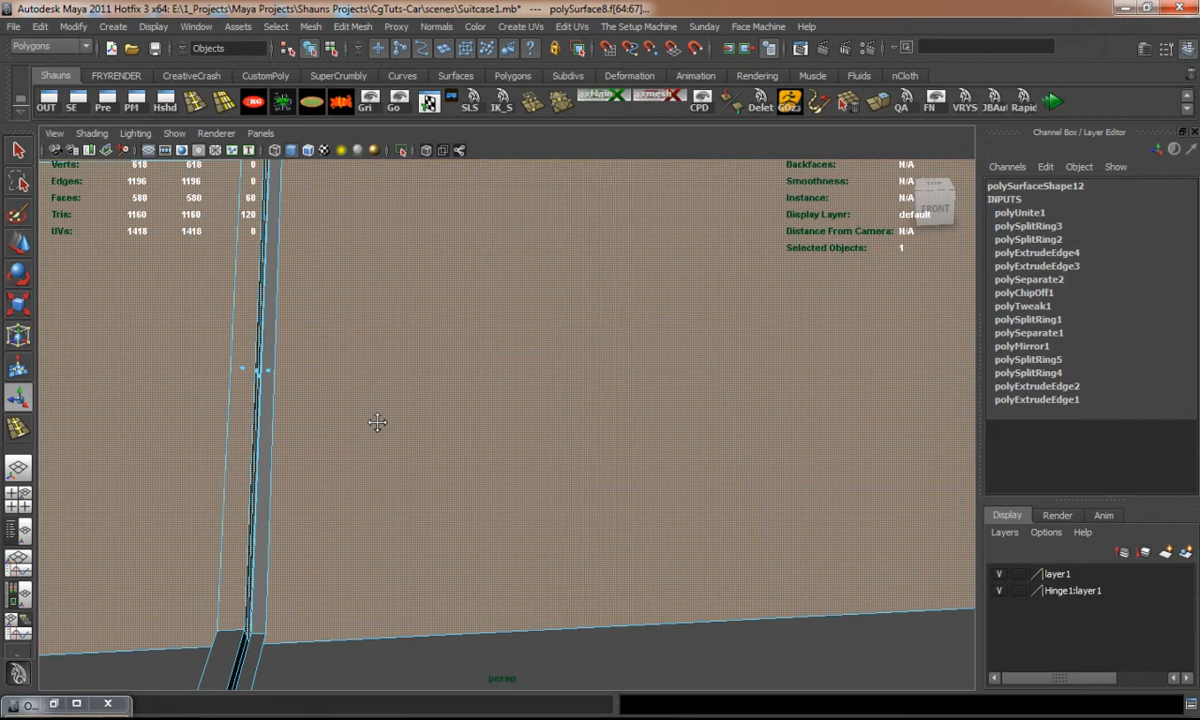 Autodesk Maya 2011 Hotfix 3 x64: E:\1_Projects\Maya Projects\Shauns Projects\CgTuts-Car\scenes\Suitcase1.mb* --- polySurface8.f[64:67]...
File Edit Modify Create Display Window Assets Select Mesh Edit Mesh Proxy Normals Color Create UVs Edit UVs The Setup Machine Sunday Muscle Help
Polygons Objects
Shauns FRYRENDER CreativeCrash CustomPoly SuperCrumbly Curves Surfaces Polygons Subdivs Deformation Animation Rendering Muscle Fluids nCloth
OUT SE Pre PM Hshd NG Gri Go SLS IK_S CPD Delet GOz3 QA FN VRYS JBAut Rapic
View Shading Lighting Show Renderer Panels
Verts: 618 618 0
Edges: 1196 1196 0
Faces: 580 580 60
Tris: 1160 1160 120
UVs: 1418 1418 0
Backfaces: N/A
Smoothness: N/A
Instance: N/A
Display Layer: default
Distance From Camera: N/A
Selected Objects: 1
FRONT
persp
Channel Box / Layer Editor
Channels Edit Object Show
polySurfaceShape12
INPUTS
polyUnite1
polySplitRing3
polySplitRing2
polyExtrudeEdge4
polyExtrudeEdge3
polySeparate2
polyChipOff1
polyTweak1
polySplitRing1
polySeparate1
polyMirror1
polySplitRing5
polySplitRing4
polyExtrudeEdge2
polyExtrudeEdge1
Display Render Anim
Layers Options Help
V layer1
V Hinge1:layer1
O...